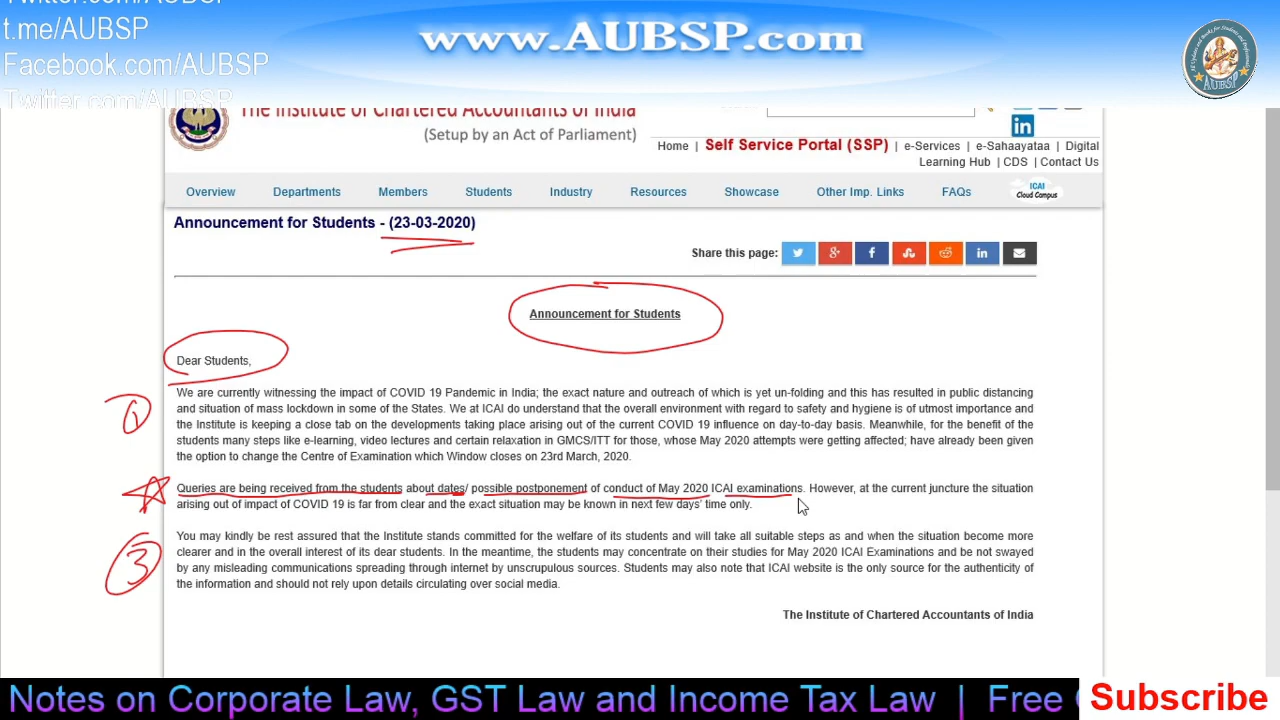 Twitter.com/AUBSP
t.me/AUBSP
Facebook.com/AUBSP
Twitter.com/AUBSP
www.AUBSP.com
AUBSP
The Institute of Chartered Accountants of India
(Setup by an Act of Parliament)
in
Home | Self Service Portal (SSP) | e-Services | e-Sahaayataa | Digital
Learning Hub | CDS | Contact Us
Overview Departments Members Students Industry Resources Showcase Other Imp. Links FAQs ICAI
Cloud Campus
Announcement for Students - (23-03-2020)
Share this page:
Announcement for Students
Dear Students,
1
We are currently witnessing the impact of COVID 19 Pandemic in India; the exact nature and outreach of which is yet un-folding and this has resulted in public distancing
and situation of mass lockdown in some of the States. We at ICAI do understand that the overall environment with regard to safety and hygiene is of utmost importance and
the Institute is keeping a close tab on the developments taking place arising out of the current COVID 19 influence on day-to-day basis. Meanwhile, for the benefit of the
students many steps like e-learning, video lectures and certain relaxation in GMCS/ITT for those, whose May 2020 attempts were getting affected; have already been given
the option to change the Centre of Examination which Window closes on 23rd March, 2020.
Queries are being received from the students about dates/ possible postponement of conduct of May 2020 ICAI examinations. However, at the current juncture the situation
arising out of impact of COVID 19 is far from clear and the exact situation may be known in next few days' time only.
3
You may kindly be rest assured that the Institute stands committed for the welfare of its students and will take all suitable steps as and when the situation become more
clearer and in the overall interest of its dear students. In the meantime, the students may concentrate on their studies for May 2020 ICAI Examinations and be not swayed
by any misleading communications spreading through internet by unscrupulous sources. Students may also note that ICAI website is the only source for the authenticity of
the information and should not rely upon details circulating over social media.
The Institute of Chartered Accountants of India
Notes on Corporate Law, GST Law and Income Tax Law | Free
Subscribe